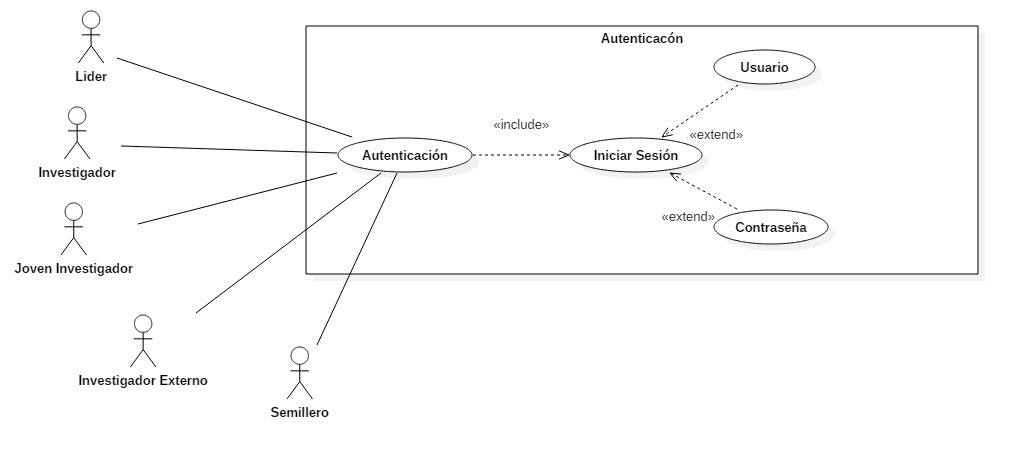 Autenticacón
Lider
Usuario
«include»
«extend»
Investigador
Autenticación
Iniciar Sesión
«extend»
Contraseña
Joven Investigador
Investigador Externo
Semillero